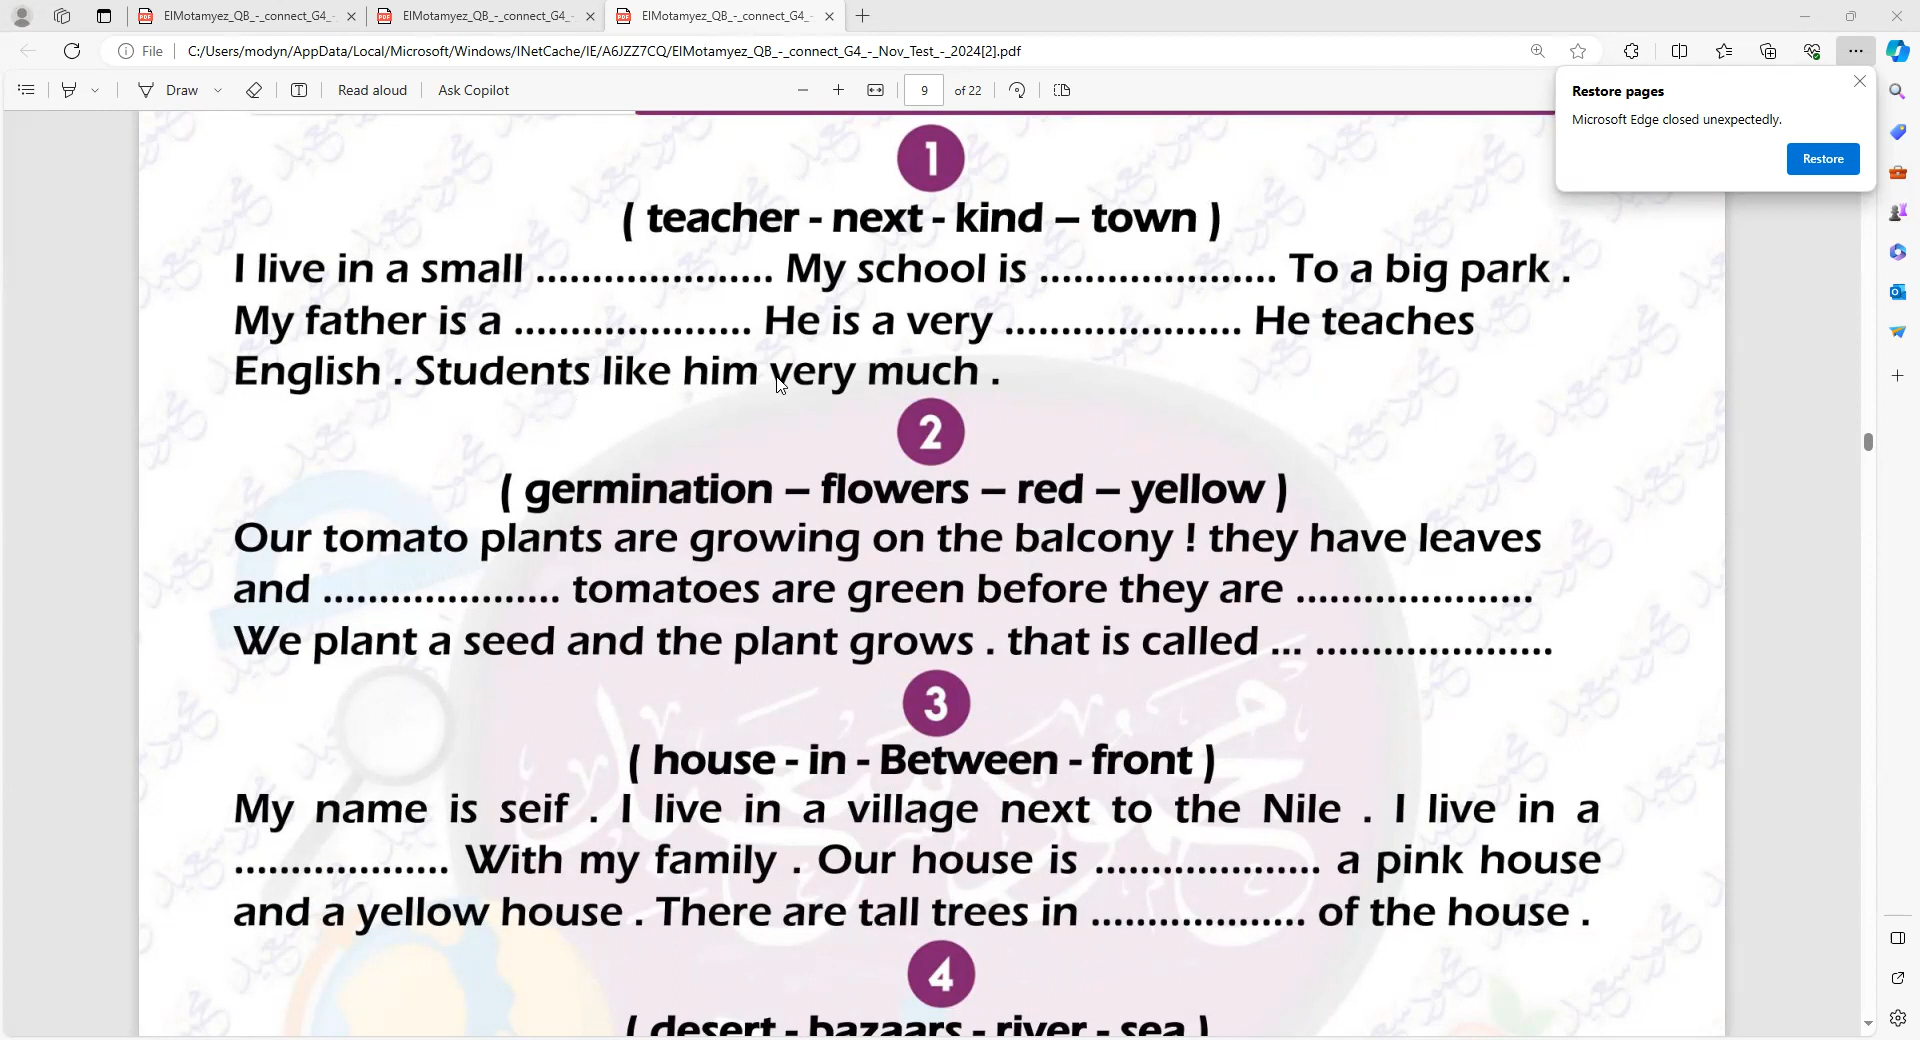 ElMotamyez_QB_-_connect_G4_-
ElMotamyez_QB_-_connect_G4_-
ElMotamyez_QB_-_connect_G4_-
File
C:/Users/modyn/AppData/Local/Microsoft/Windows/INetCache/IE/A6JZZ7CQ/ElMotamyez_QB_-_connect_G4_-_Nov_Test_-_2024[2].pdf
Draw
Read aloud
Ask Copilot
9 of 22
Restore pages
Microsoft Edge closed unexpectedly.
Restore
1
( teacher - next - kind – town )
I live in a small ..................... My school is ..................... To a big park .
My father is a ..................... He is a very ..................... He teaches
English . Students like him very much .
2
( germination – flowers – red – yellow )
Our tomato plants are growing on the balcony ! they have leaves
and ..................... tomatoes are green before they are .....................
We plant a seed and the plant grows . that is called ... .....................
3
( house - in - Between - front )
My name is seif . I live in a village next to the Nile . I live in a
................... With my family . Our house is .................... a pink house
and a yellow house . There are tall trees in ................... of the house .
4
( desert - bazaars - river - sea )